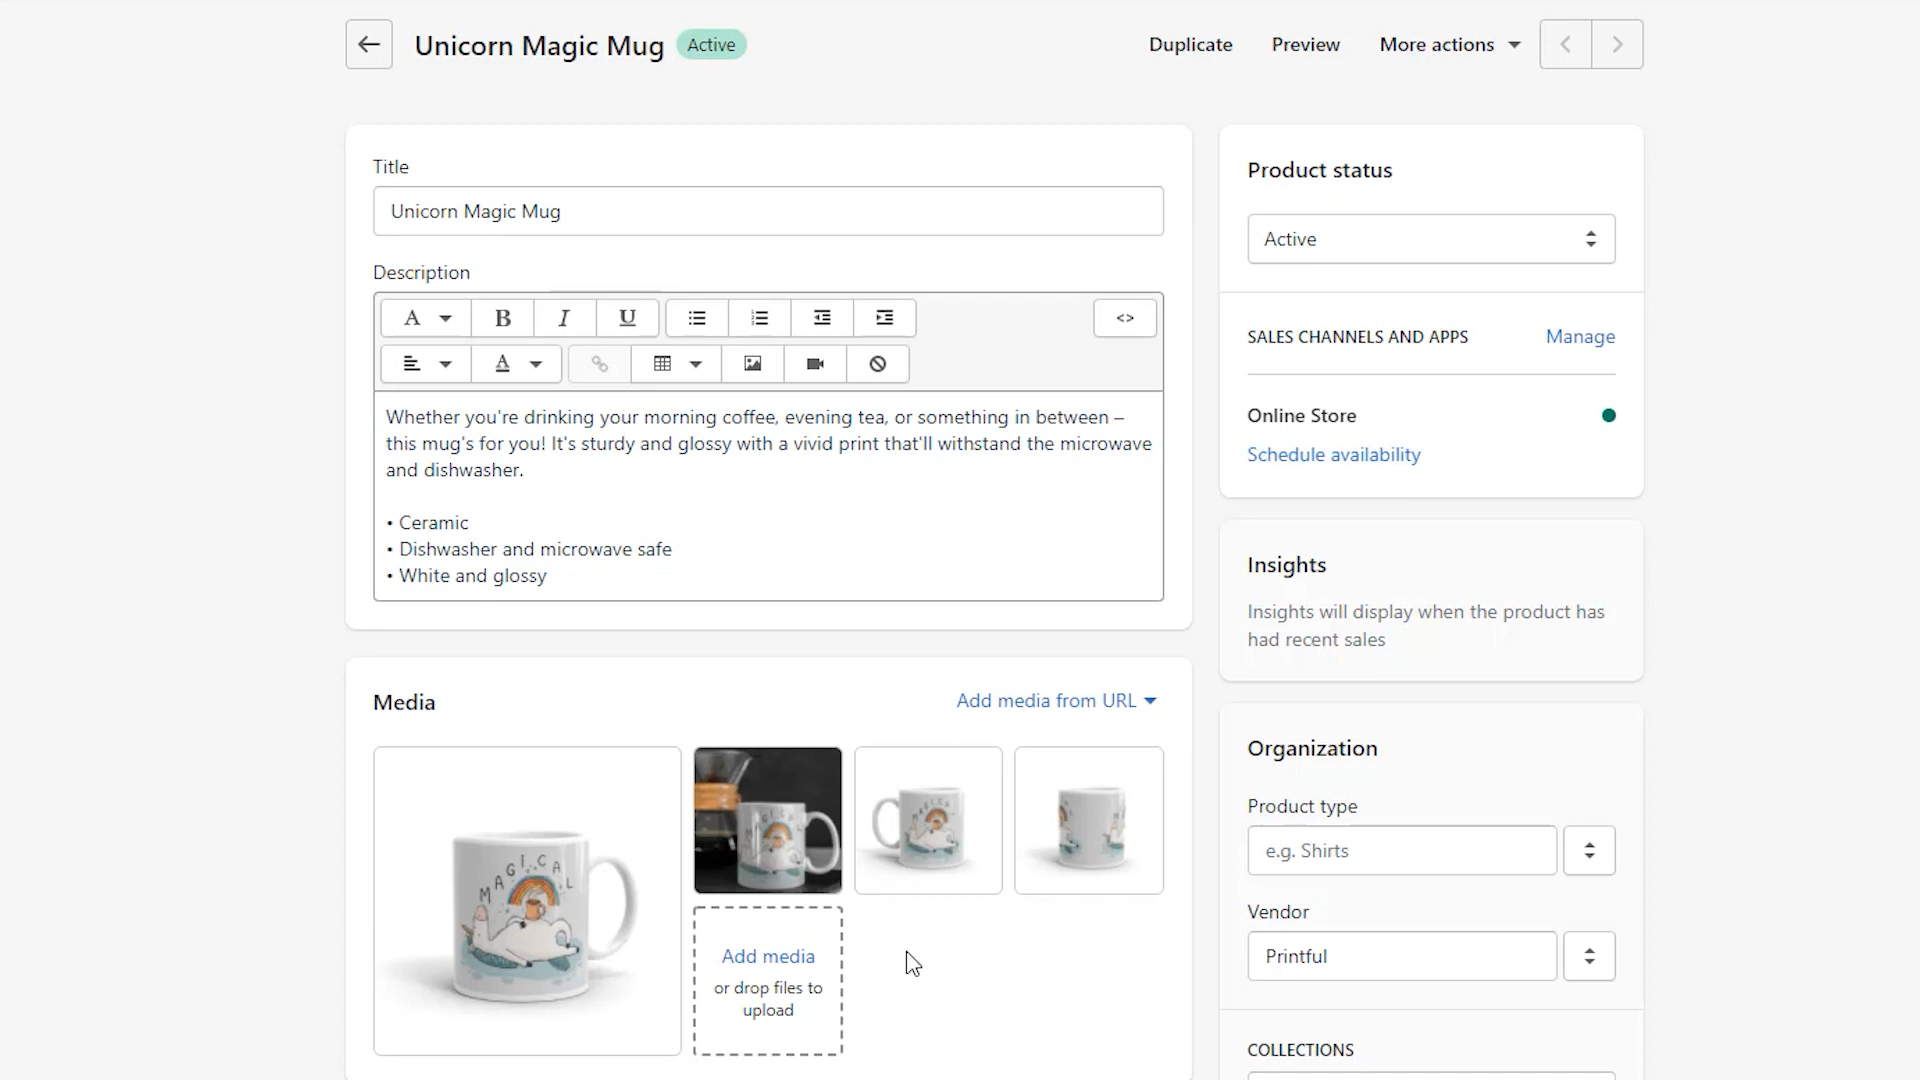 Unicorn Magic Mug
Active
Duplicate
Preview
More actions
Title
Unicorn Magic Mug
Description
A
B
I
U
<>
A
Whether you're drinking your morning coffee, evening tea, or something in between –
this mug's for you! It's sturdy and glossy with a vivid print that'll withstand the microwave
and dishwasher.
• Ceramic
• Dishwasher and microwave safe
• White and glossy
Media
Add media from URL
MAGICAL
MAGICAL
MAGICAL
Add media
or drop files to
upload
Product status
Active
SALES CHANNELS AND APPS
Manage
Online Store
Schedule availability
Insights
Insights will display when the product has
had recent sales
Organization
Product type
e.g. Shirts
Vendor
Printful
COLLECTIONS